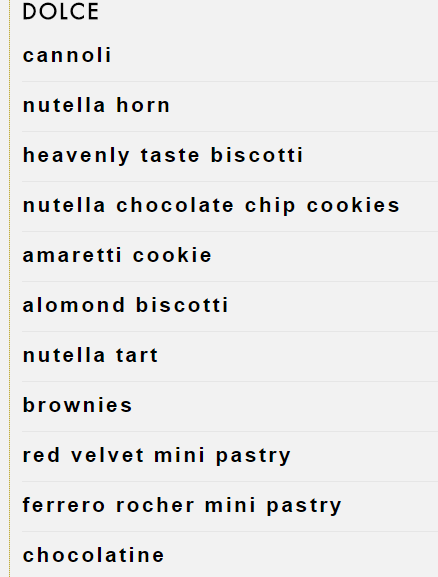 DOLCE
cannoli
nutella horn
heavenly taste biscotti
nutella chocolate chip cookies
amaretti cookie
alomond biscotti
nutella tart
brownies
red velvet mini pastry
ferrero rocher mini pastry
chocolatine